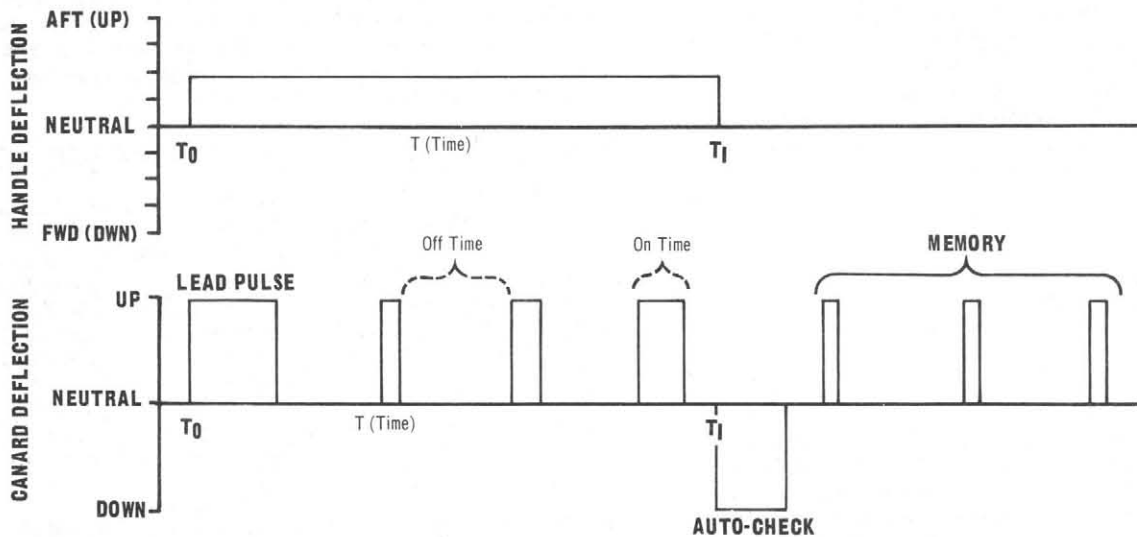 AFT (UP)
HANDLE DEFLECTION
NEUTRAL
T0
T (Time)
T1
FWD (DWN)
Off Time
On Time
MEMORY
LEAD PULSE
UP
CANARD DEFLECTION
NEUTRAL
T0
T (Time)
T1
DOWN
AUTO-CHECK